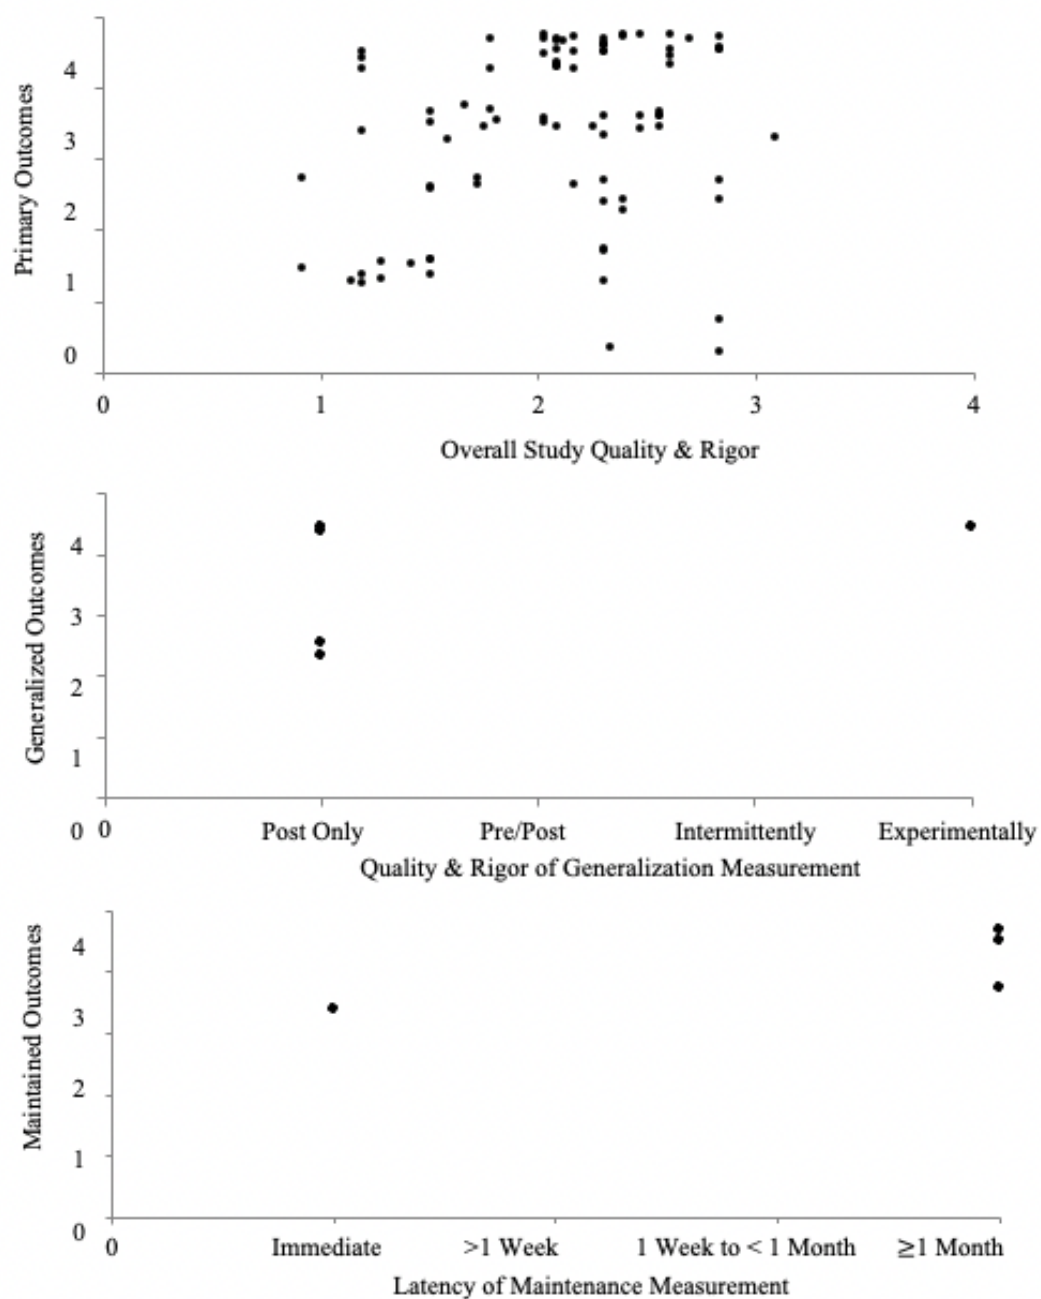 Primary Outcomes
4
3
2
1
0
0 1 2 3 4
Overall Study Quality & Rigor
Generalized Outcomes
4
3
2
1
0 0 Post Only Pre/Post Intermittently Experimentally
Quality & Rigor of Generalization Measurement
Maintained Outcomes
4
3
2
1
0
0 Immediate >1 Week 1 Week to < 1 Month ≥1 Month
Latency of Maintenance Measurement